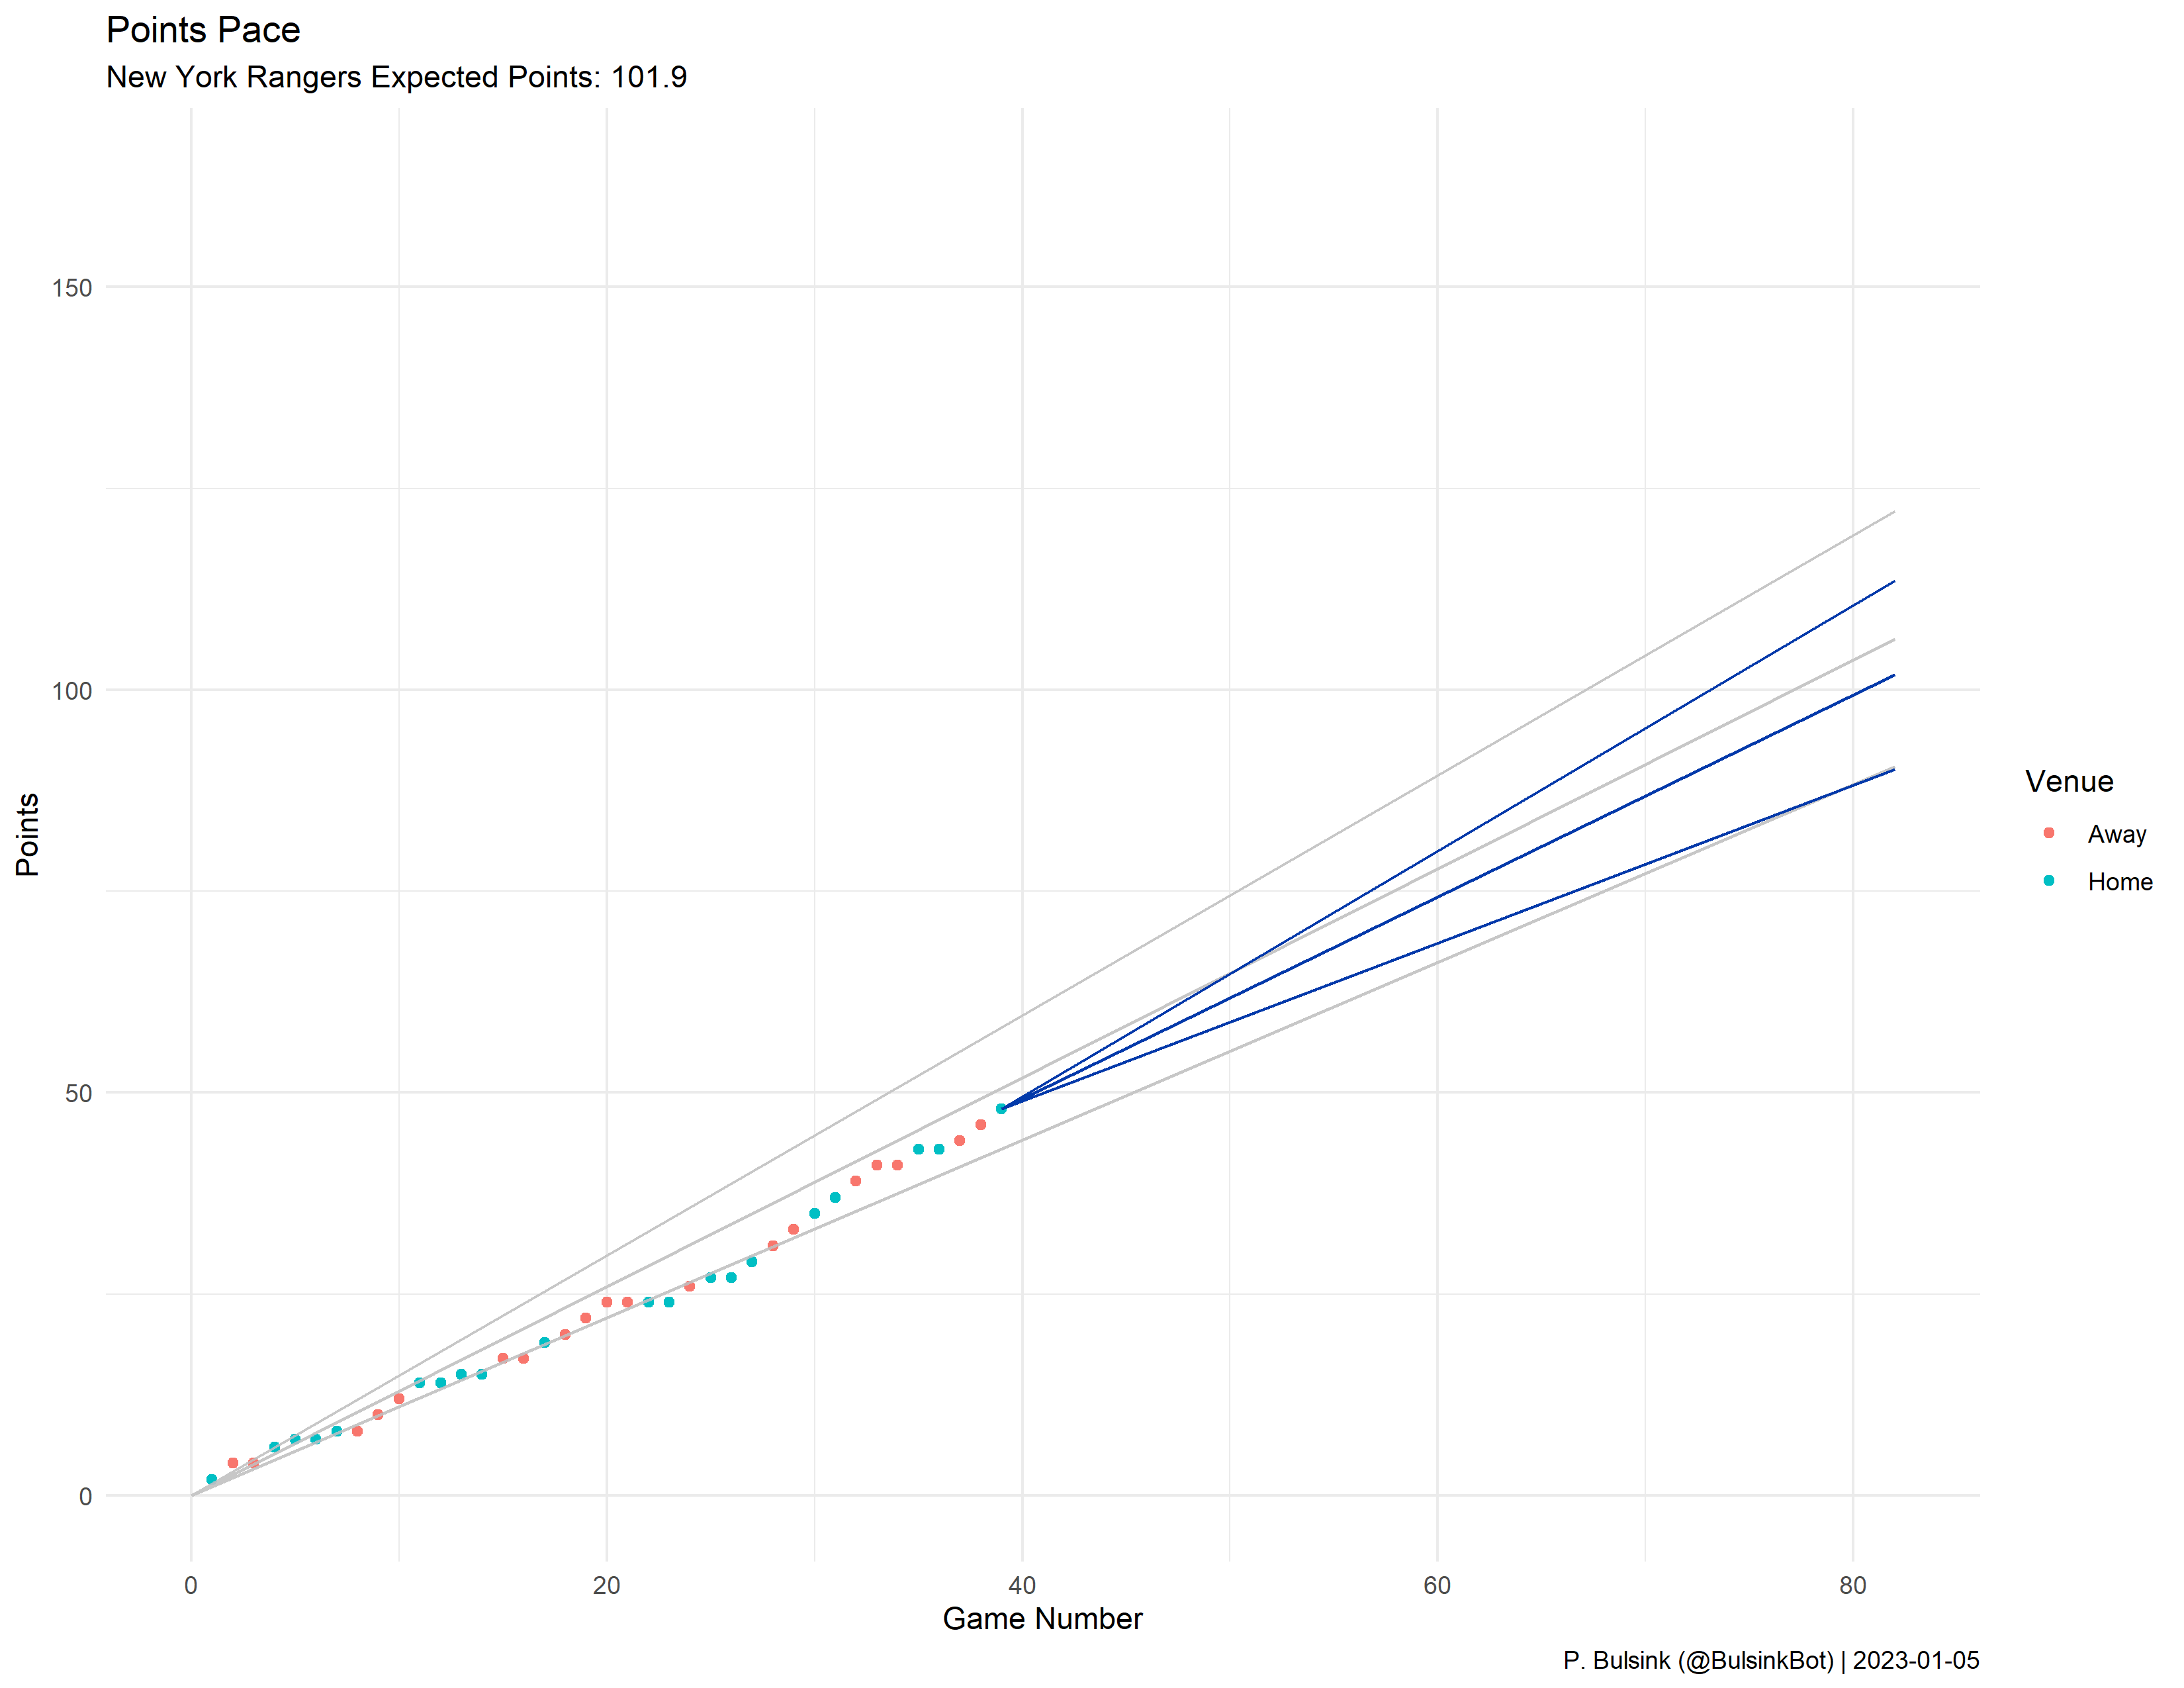 Points Pace
New York Rangers Expected Points: 101.9
150
100
50
0
Points
0 20 40 60 80
Game Number
Venue
Away
Home
P. Bulsink (@BulsinkBot) | 2023-01-05